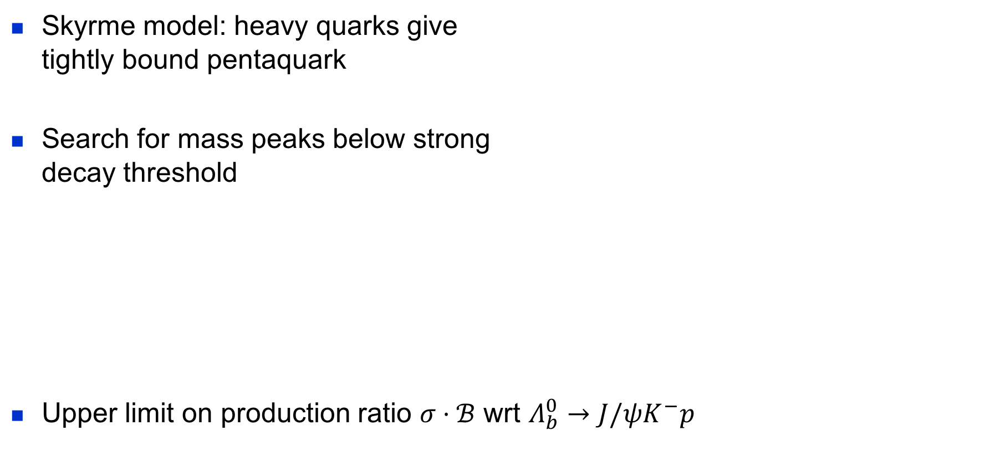 ▪ Skyrme model: heavy quarks give
tightly bound pentaquark
▪ Search for mass peaks below strong
decay threshold
▪ Upper limit on production ratio σ · ℬ wrt Λ_b^0 → J/ψK⁻p